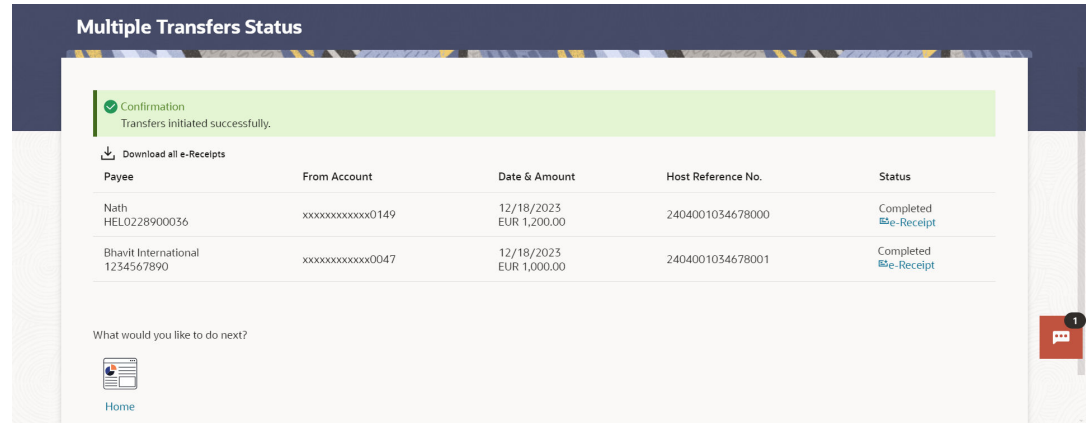 Multiple Transfers Status
Confirmation
Transfers initiated successfully.
Download all e-Receipts
Payee From Account Date & Amount Host Reference No. Status
Nath xxxxxxxxxxxx0149 12/18/2023 2404001034678000 Completed
HEL0228900036 EUR 1,200.00 e-Receipt
Bhavit International xxxxxxxxxxxx0047 12/18/2023 2404001034678001 Completed
1234567890 EUR 1,000.00 e-Receipt
What would you like to do next?
1
Home